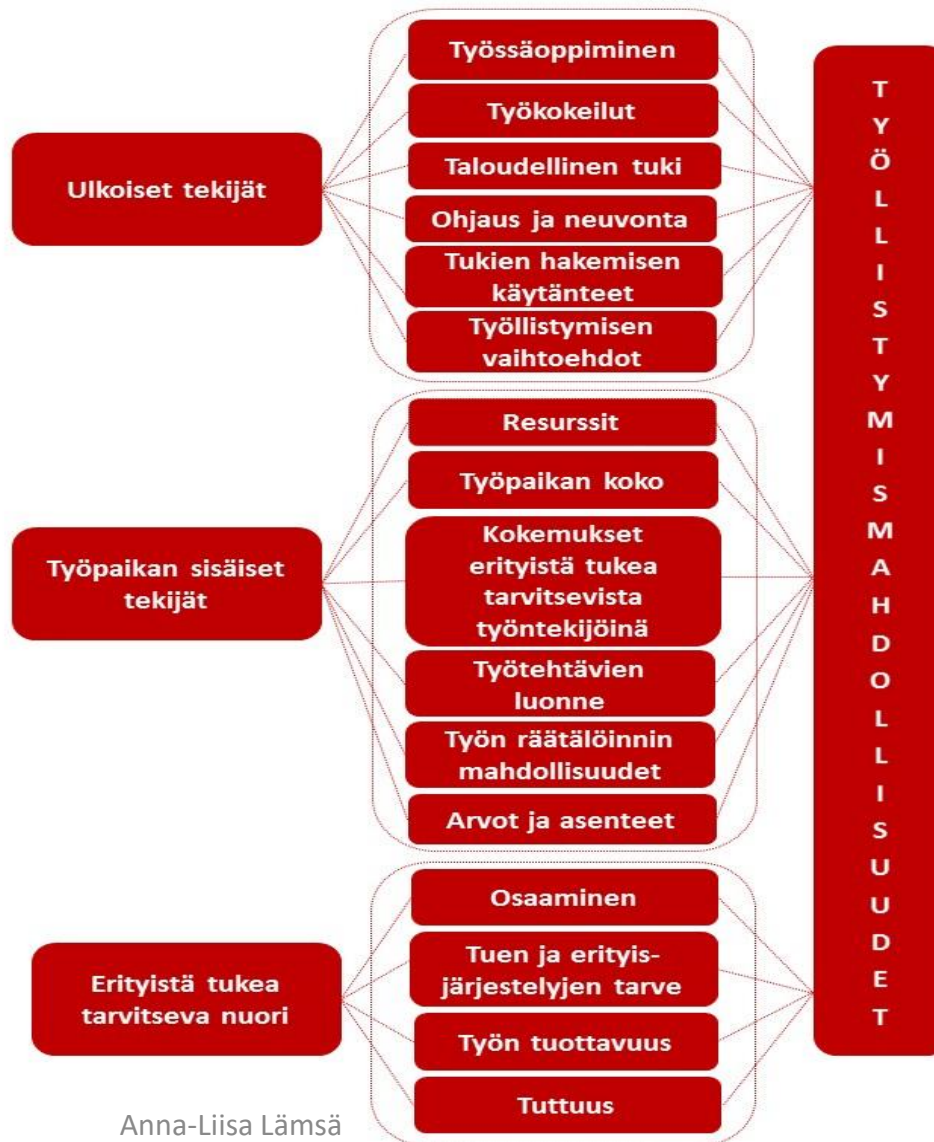 Ulkoiset tekijät
Työssäoppiminen
Työkokeilut
Taloudellinen tuki
Ohjaus ja neuvonta
Tukien hakemisen
käytänteet
Työllistymisen
vaihtoehdot
Työpaikan sisäiset
tekijät
Resurssit
Työpaikan koko
Kokemukset
erityistä tukea
tarvitsevista
työntekijöinä
Työtehtävien
luonne
Työn räätälöinnin
mahdollisuudet
Arvot ja asenteet
Erityistä tukea
tarvitseva nuori
Osaaminen
Tuen ja erityis-
järjestelyjen tarve
Työn tuottavuus
Tuttuus
TYÖLLISTYMISMAHDOLLISUUDET
Anna-Liisa Lämsä